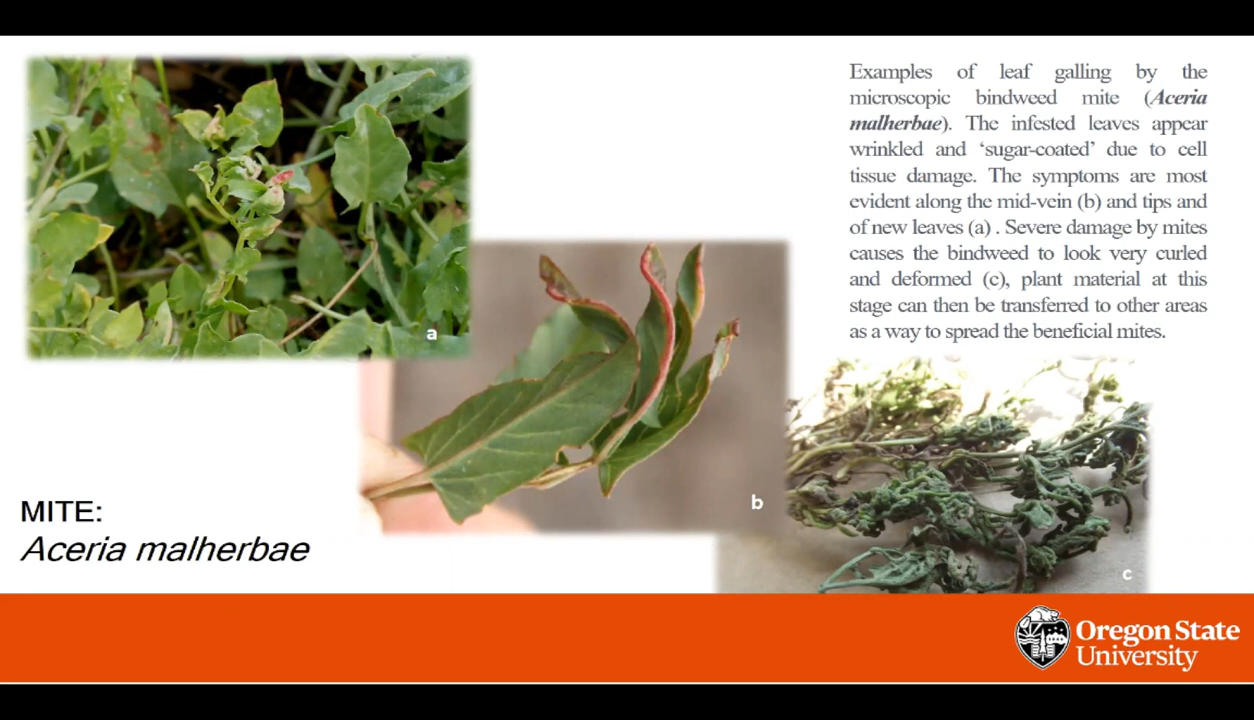 Examples of leaf galling by the
microscopic bindweed mite (Aceria
malherbae). The infested leaves appear
wrinkled and ‘sugar-coated’ due to cell
tissue damage. The symptoms are most
evident along the mid-vein (b) and tips and
of new leaves (a) . Severe damage by mites
causes the bindweed to look very curled
and deformed (c), plant material at this
stage can then be transferred to other areas
as a way to spread the beneficial mites.
a
b
c
MITE:
Aceria malherbae
Oregon State
University